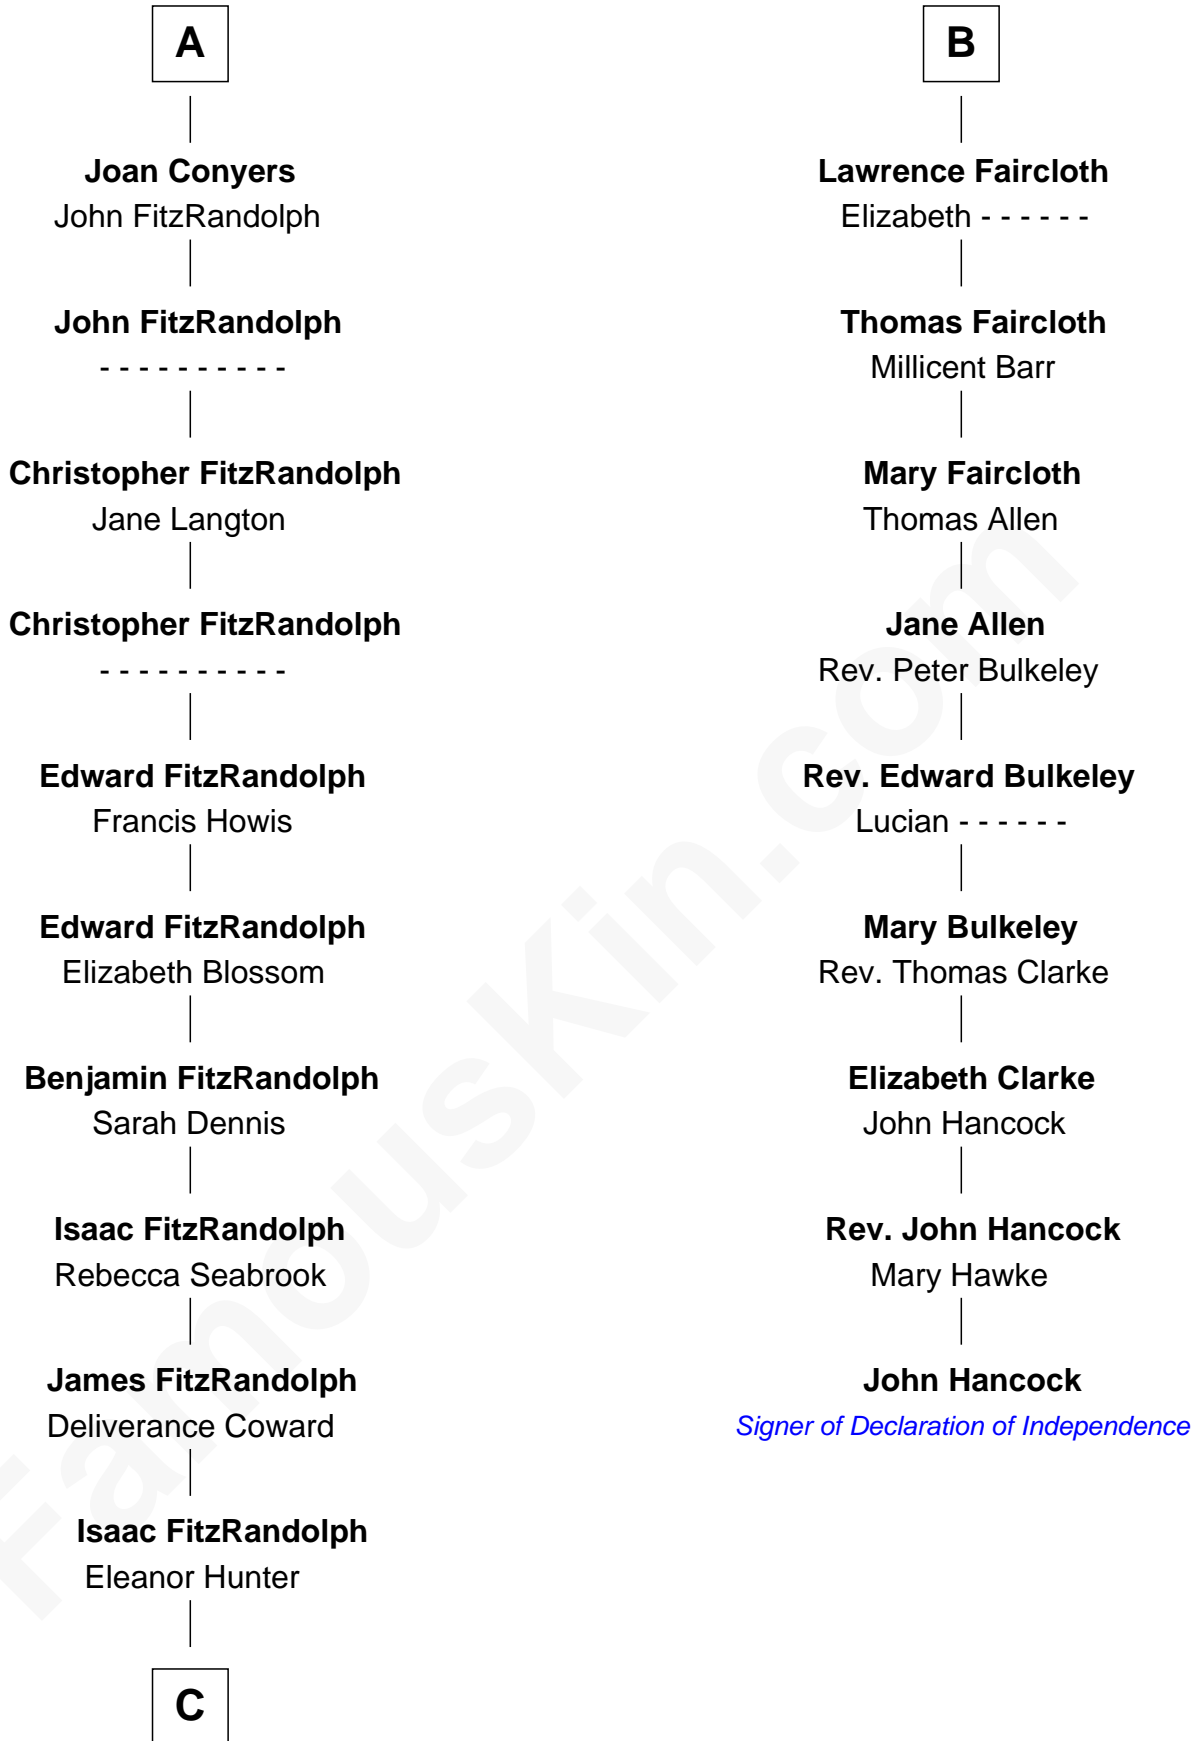 A
Joan Conyers
John FitzRandolph
John FitzRandolph
- - - - - - - - - -
Christopher FitzRandolph
Jane Langton
Christopher FitzRandolph
- - - - - - - - - -
Edward FitzRandolph
Francis Howis
Edward FitzRandolph
Elizabeth Blossom
Benjamin FitzRandolph
Sarah Dennis
Isaac FitzRandolph
Rebecca Seabrook
James FitzRandolph
Deliverance Coward
Isaac FitzRandolph
Eleanor Hunter
C
B
Lawrence Faircloth
Elizabeth - - - - - -
Thomas Faircloth
Millicent Barr
Mary Faircloth
Thomas Allen
Jane Allen
Rev. Peter Bulkeley
Rev. Edward Bulkeley
Lucian - - - - - -
Mary Bulkeley
Rev. Thomas Clarke
Elizabeth Clarke
John Hancock
Rev. John Hancock
Mary Hawke
John Hancock
Signer of Declaration of Independence
FamousKin.com